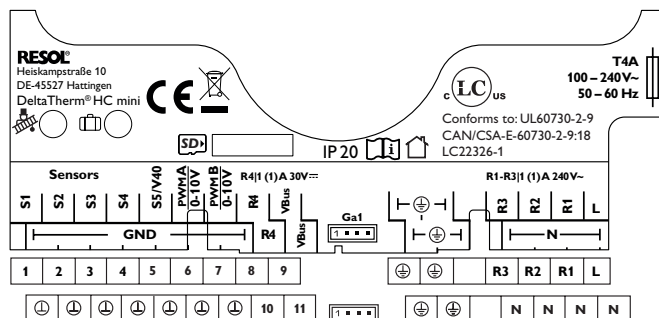 RESOL®
Heiskampstraße 10
DE-45527 Hattingen
DeltaTherm® HC mini
CE
SD
IP 20
i
c LC us
Conforms to: UL60730-2-9
CAN/CSA-E-60730-2-9:18
LC22326-1
T4A
100 – 240 V~
50 – 60 Hz
Sensors
R4|1 (1) A 30V⎓
R1-R3|1 (1) A 240 V~
S1 S2 S3 S4 S5/V40 PWM A 0-10V PWM B 0-10V R4 VBus
GND R4 VBus
Ga1
1
R3 R2 R1 L
N
1 2 3 4 5 6 7 8 9 R3 R2 R1 L
10 11 1 N N N N